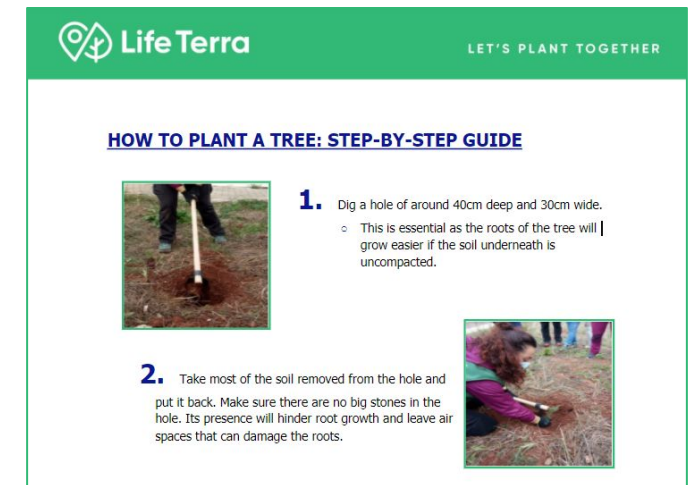 Life Terra
LET'S PLANT TOGETHER
HOW TO PLANT A TREE: STEP-BY-STEP GUIDE
1. Dig a hole of around 40cm deep and 30cm wide.
○ This is essential as the roots of the tree will
grow easier if the soil underneath is
uncompacted.
2. Take most of the soil removed from the hole and
put it back. Make sure there are no big stones in the
hole. Its presence will hinder root growth and leave air
spaces that can damage the roots.